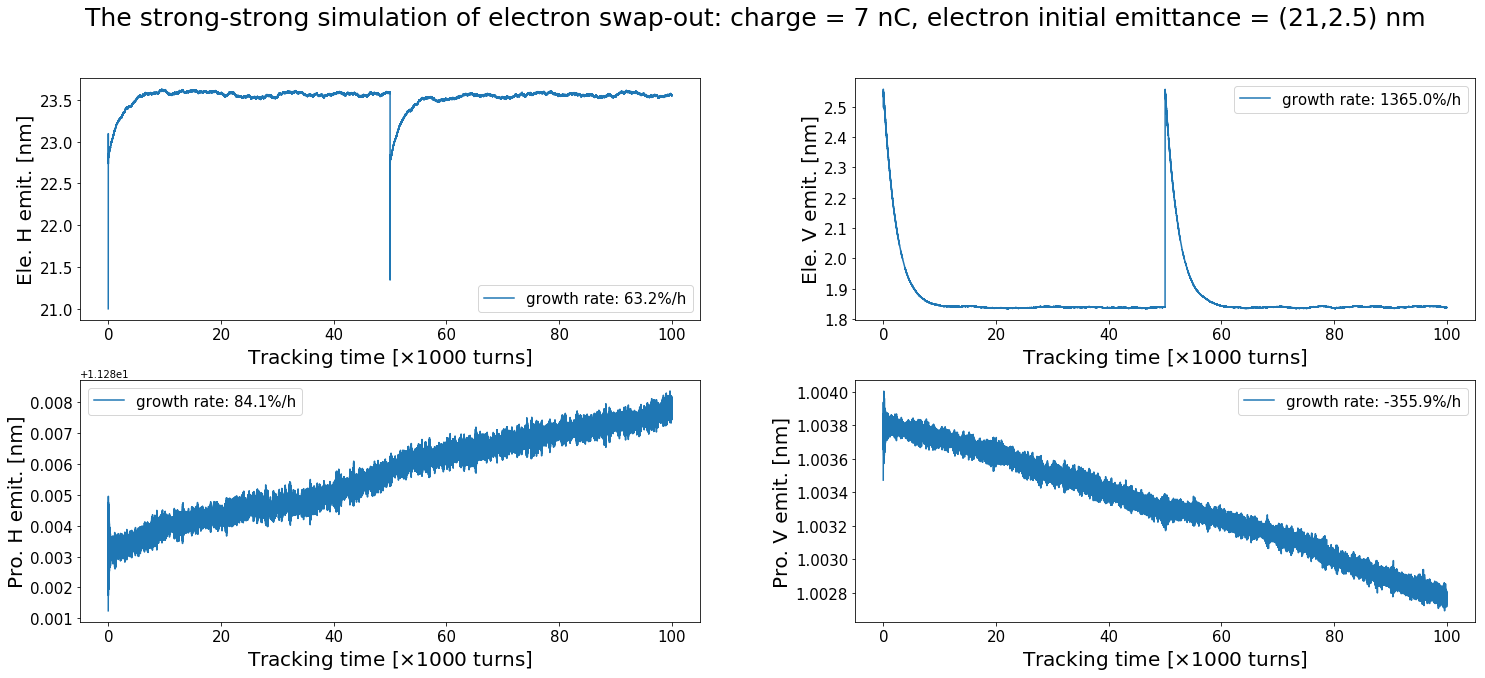 The strong-strong simulation of electron swap-out: charge = 7 nC, electron initial emittance = (21,2.5) nm
Ele. H emit. [nm]
23.5
23.0
22.5
22.0
21.5
21.0
growth rate: 63.2%/h
0 20 40 60 80 100
Tracking time [×1000 turns]
Ele. V emit. [nm]
2.5
2.4
2.3
2.2
2.1
2.0
1.9
1.8
growth rate: 1365.0%/h
0 20 40 60 80 100
Tracking time [×1000 turns]
+1.128e1
Pro. H emit. [nm]
0.008
0.007
0.006
0.005
0.004
0.003
0.002
0.001
growth rate: 84.1%/h
0 20 40 60 80 100
Tracking time [×1000 turns]
Pro. V emit. [nm]
1.0040
1.0038
1.0036
1.0034
1.0032
1.0030
1.0028
growth rate: -355.9%/h
0 20 40 60 80 100
Tracking time [×1000 turns]